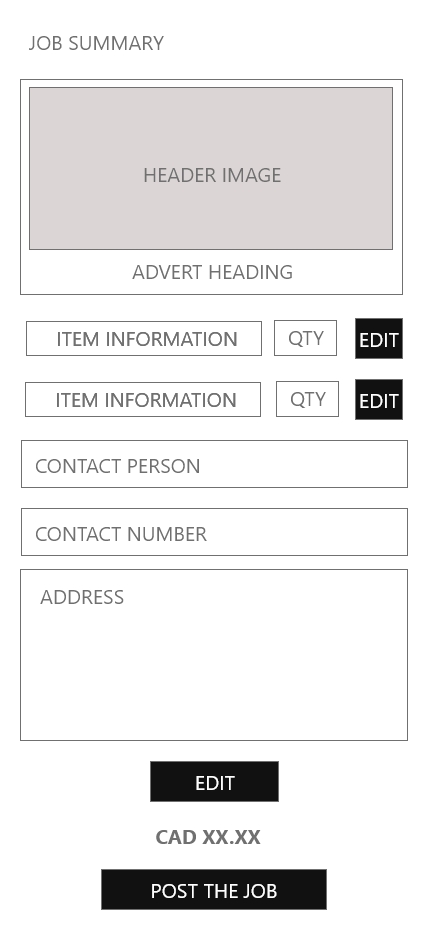 JOB SUMMARY
HEADER IMAGE
ADVERT HEADING
ITEM INFORMATION QTY EDIT
ITEM INFORMATION QTY EDIT
CONTACT PERSON
CONTACT NUMBER
ADDRESS
EDIT
CAD XX.XX
POST THE JOB